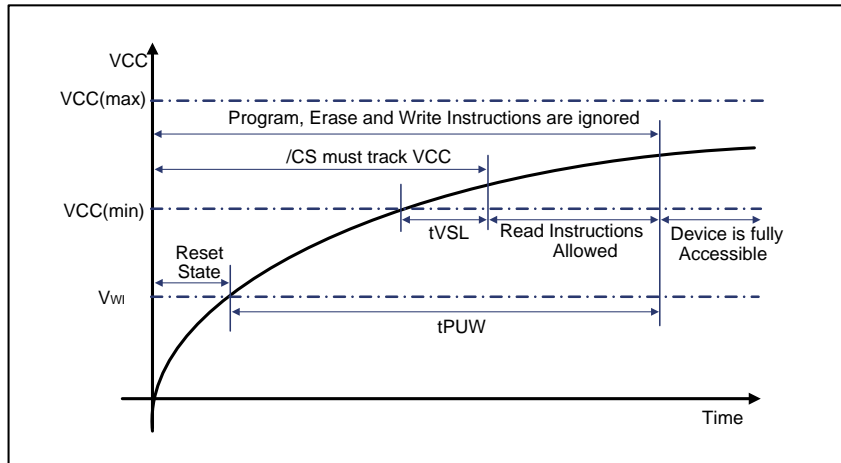 VCC
VCC(max)
Program, Erase and Write Instructions are ignored
/CS must track VCC
VCC(min)
tVSL
Read Instructions
Allowed
Device is fully
Accessible
Reset
State
VWI
tPUW
Time